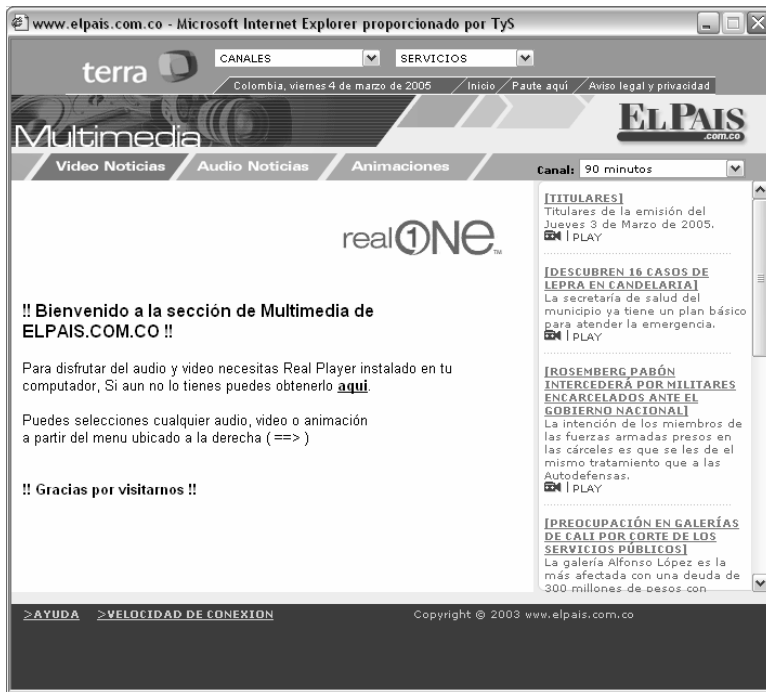 www.elpais.com.co - Microsoft Internet Explorer proporcionado por TyS
terra
CANALES
SERVICIOS
Colombia, viernes 4 de marzo de 2005
Inicio
Paute aquí
Aviso legal y privacidad
Multimedia
EL PAIS
.com.co
Video Noticias
Audio Noticias
Animaciones
Canal: 90 minutos
real ONE
TM
!! Bienvenido a la sección de Multimedia de
ELPAIS.COM.CO !!
Para disfrutar del audio y video necesitas Real Player instalado en tu
computador, Si aun no lo tienes puedes obtenerlo aqui.
Puedes selecciones cualquier audio, video o animación
a partir del menu ubicado a la derecha ( ==> )
!! Gracias por visitarnos !!
[TITULARES]
Titulares de la emisión del
Jueves 3 de Marzo de 2005.
| PLAY
[DESCUBREN 16 CASOS DE
LEPRA EN CANDELARIA]
La secretaría de salud del
municipio ya tiene un plan básico
para atender la emergencia.
| PLAY
[ROSEMBERG PABÓN
INTERCEDERÁ POR MILITARES
ENCARCELADOS ANTE EL
GOBIERNO NACIONAL]
La intención de los miembros de
las fuerzas armadas presos en
las cárceles es que se les de el
mismo tratamiento que a las
Autodefensas.
| PLAY
[PREOCUPACIÓN EN GALERÍAS
DE CALI POR CORTE DE LOS
SERVICIOS PÚBLICOS]
La galería Alfonso López es la
más afectada con una deuda de
300 millones de pesos con
>AYUDA
>VELOCIDAD DE CONEXION
Copyright © 2003 www.elpais.com.co